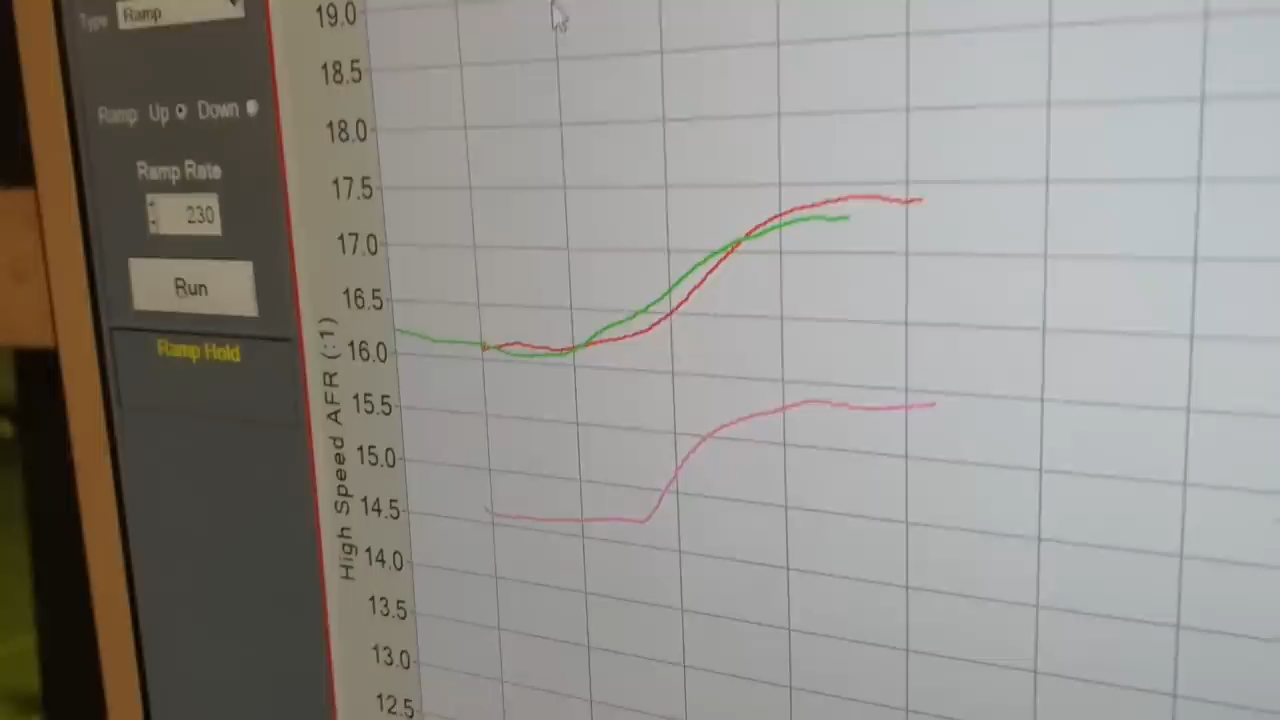 Type Ramp
Ramp Up Down
Ramp Rate
230
Run
Ramp Hold
High Speed AFR (:1)
19.0
18.5
18.0
17.5
17.0
16.5
16.0
15.5
15.0
14.5
14.0
13.5
13.0
12.5